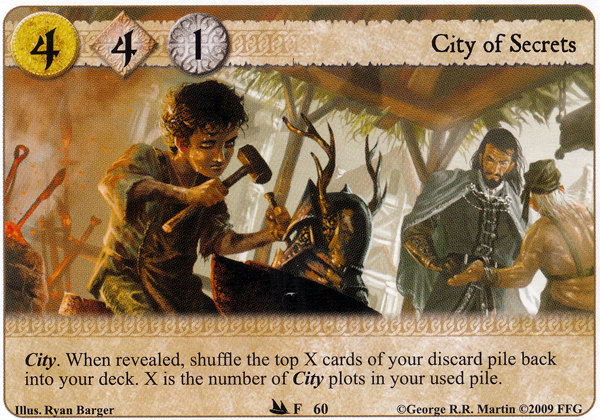 4 4 1 City of Secrets
City. When revealed, shuffle the top X cards of your discard pile back
into your deck. X is the number of City plots in your used pile.
Illus. Ryan Barger F 60 ©George R.R. Martin ©2009 FFG